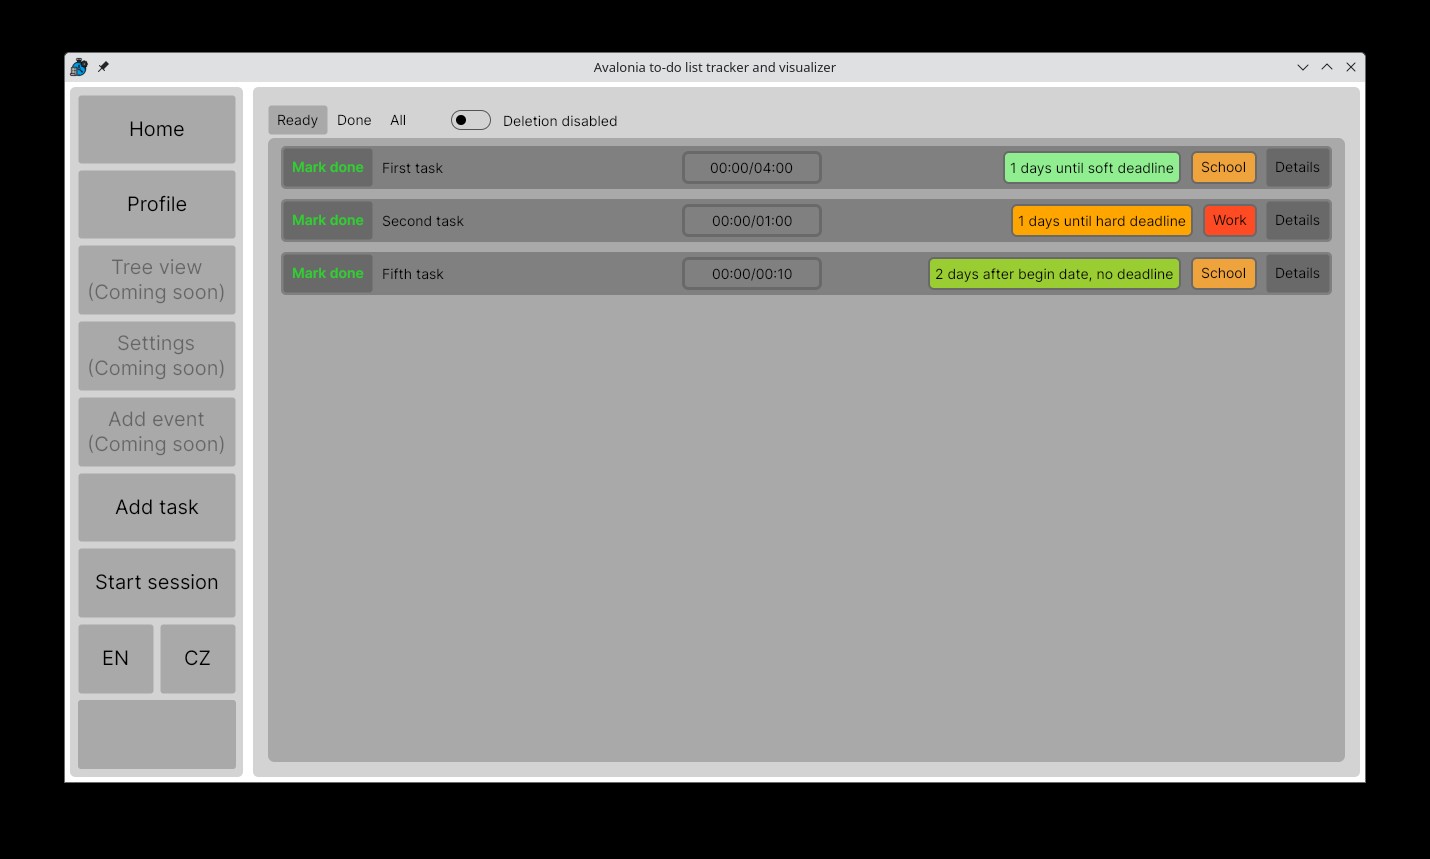 Avalonia to-do list tracker and visualizer
Home
Profile
Tree view
(Coming soon)
Settings
(Coming soon)
Add event
(Coming soon)
Add task
Start session
EN CZ
Ready Done All Deletion disabled
Mark done First task 00:00/04:00 1 days until soft deadline School Details
Mark done Second task 00:00/01:00 1 days until hard deadline Work Details
Mark done Fifth task 00:00/00:10 2 days after begin date, no deadline School Details